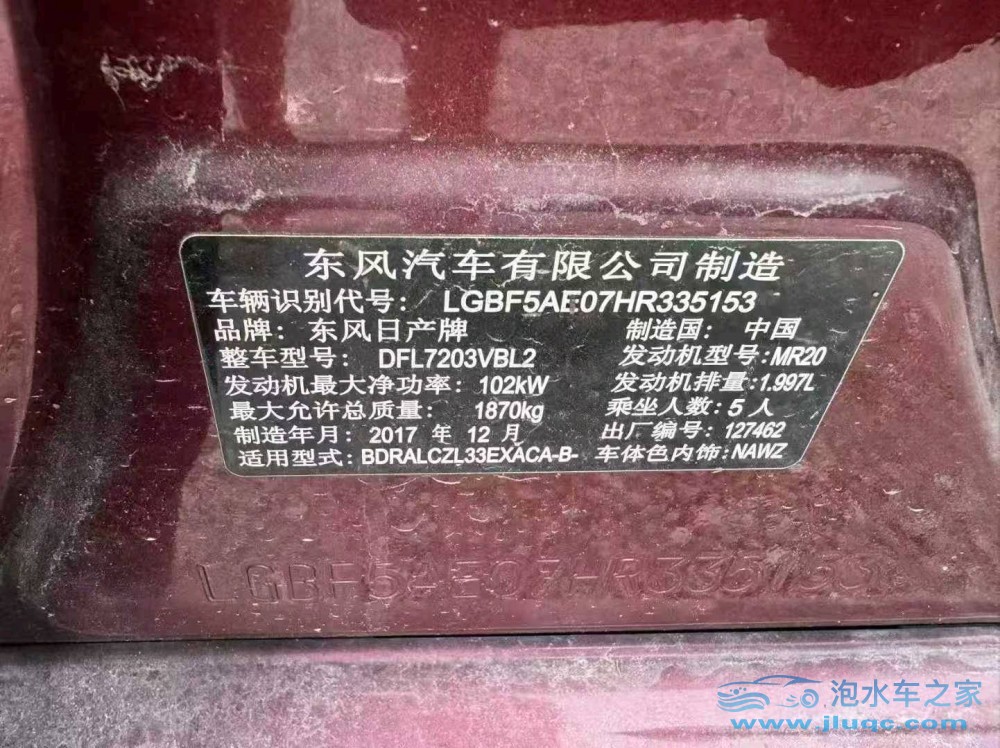 东风汽车有限公司制造
车辆识别代号: LGBF5AE07HR335153
品牌: 东风日产牌 制造国: 中国
整车型号: DFL7203VBL2 发动机型号:MR20
发动机最大净功率: 102kW 发动机排量:1.997L
最大允许总质量: 1870kg 乘坐人数:5人
制造年月: 2017 年 12 月 出厂编号:127462
适用型式: BDRALCZL33EXACA-B- 车体色内饰:NAWZ
LGBF5AE07HR335153
泡水车之家
www.jluqc.com